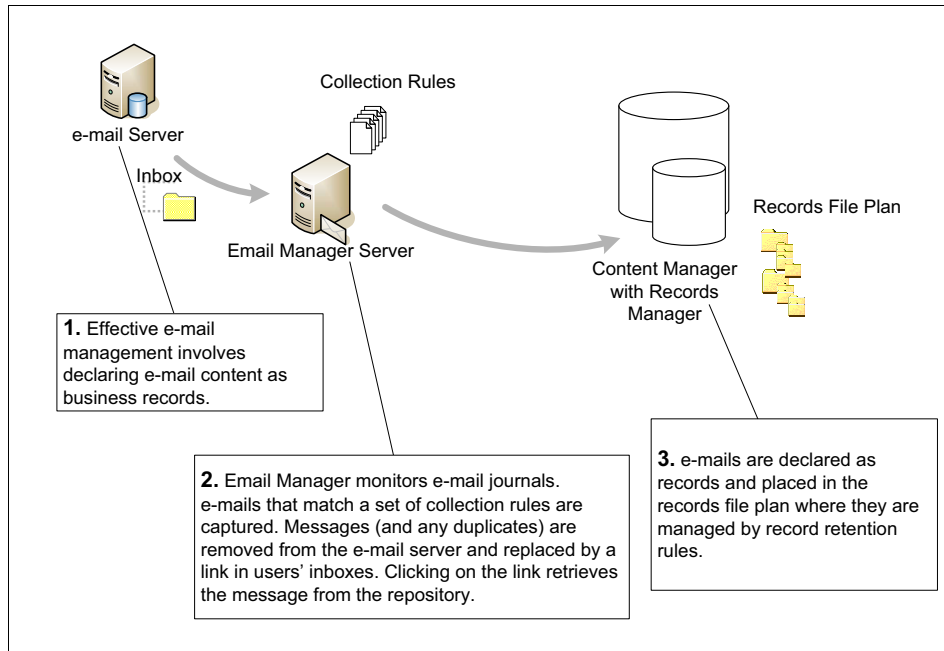 Collection Rules
e-mail Server
Inbox
Email Manager Server
Records File Plan
Content Manager
with Records
Manager
1. Effective e-mail
management involves
declaring e-mail content as
business records.
2. Email Manager monitors e-mail journals.
e-mails that match a set of collection rules are
captured. Messages (and any duplicates) are
removed from the e-mail server and replaced by a
link in users’ inboxes. Clicking on the link retrieves
the message from the repository.
3. e-mails are declared as
records and placed in the
records file plan where they are
managed by record retention
rules.